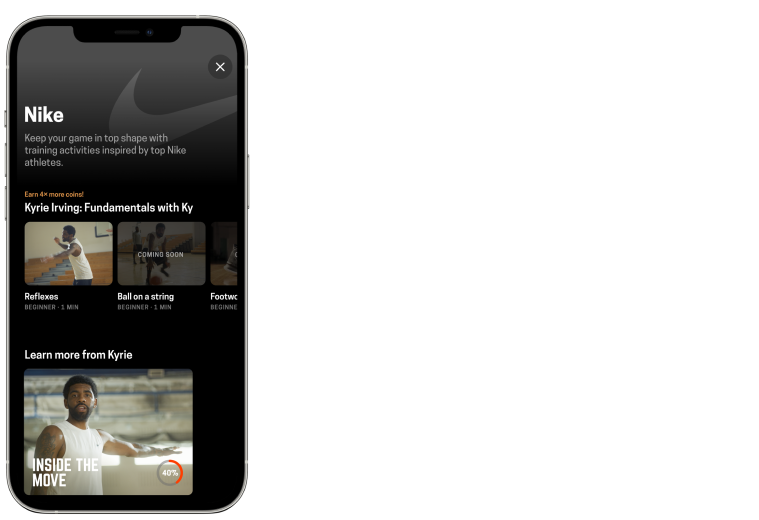 Nike
Keep your game in top shape with
training activities inspired by top Nike
athletes.
Earn 4× more coins!
Kyrie Irving: Fundamentals with Ky
COMING SOON
Reflexes
Ball on a string
Footwo
BEGINNER · 1 MIN
BEGINNER · 1 MIN
BEGINNE
Learn more from Kyrie
INSIDE THE
MOVE
40%